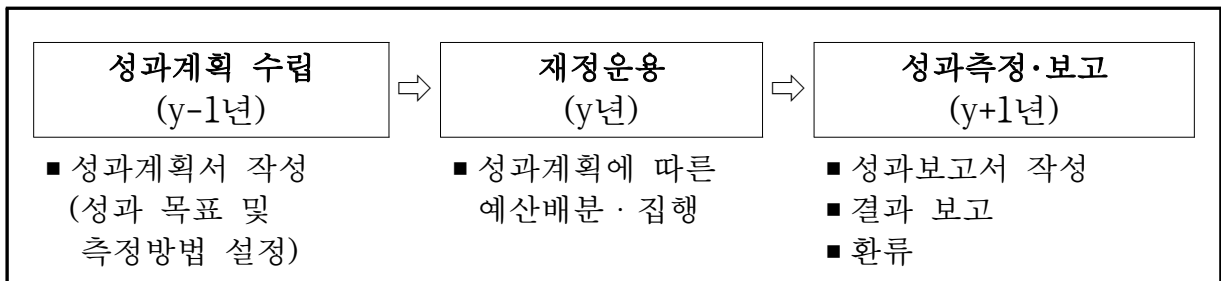 성과계획 수립 ⇨ 재정운용 ⇨ 성과측정·보고
(y-1년) (y년) (y+1년)
■ 성과계획서 작성 ■ 성과계획에 따른 ■ 성과보고서 작성
(성과 목표 및 예산배분 · 집행 ■ 결과 보고
측정방법 설정) ■ 환류